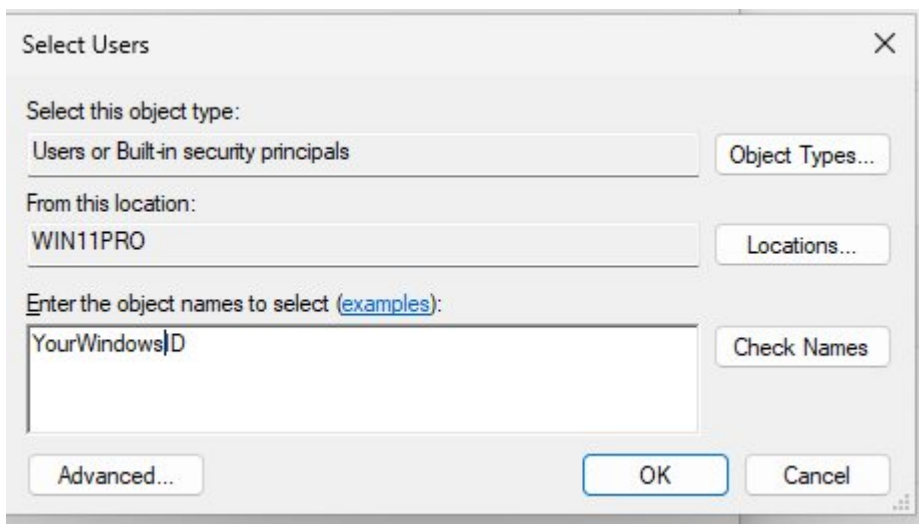 Select Users
Select this object type:
Users or Built-in security principals
Object Types...
From this location:
WIN11PRO
Locations...
Enter the object names to select (examples):
YourWindowsID
Check Names
Advanced...
OK
Cancel